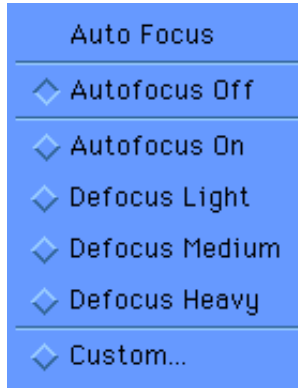 Auto Focus
Autofocus Off
Autofocus On
Defocus Light
Defocus Medium
Defocus Heavy
Custom...